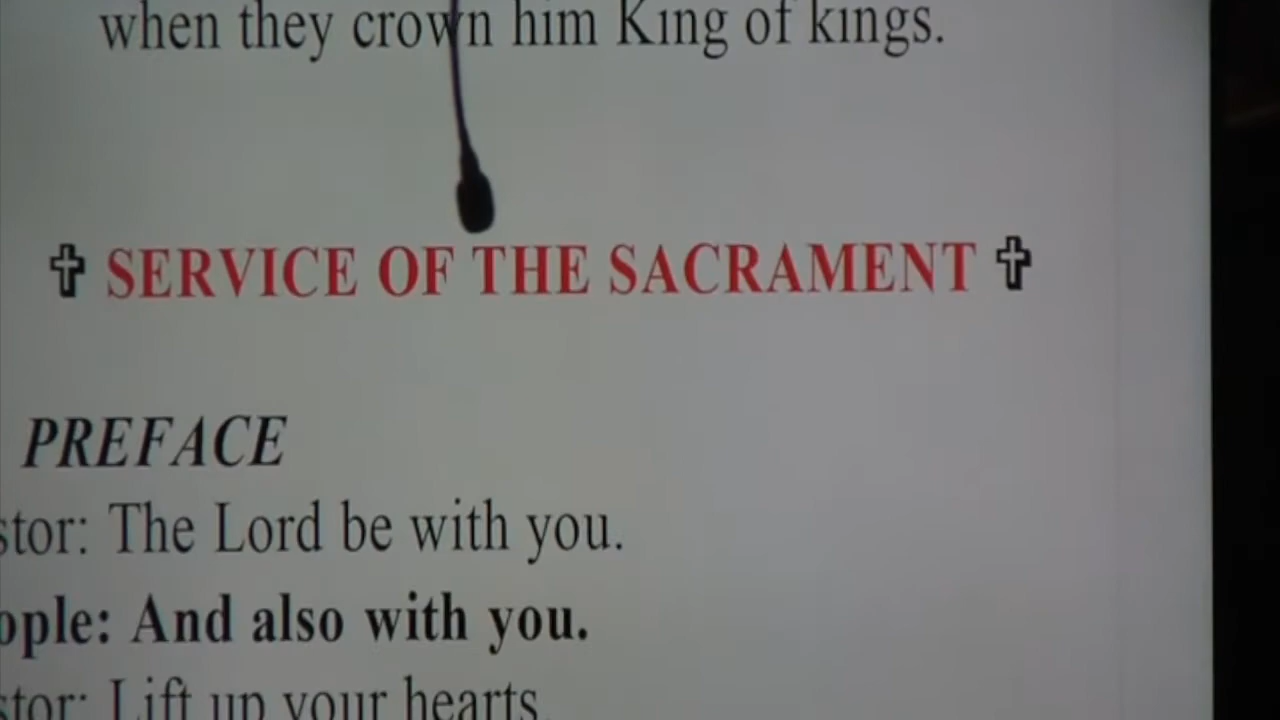 when they crown him King of kings.
✞ SERVICE OF THE SACRAMENT ✞
PREFACE
stor: The Lord be with you.
ople: And also with you.
stor: Lift up your hearts.